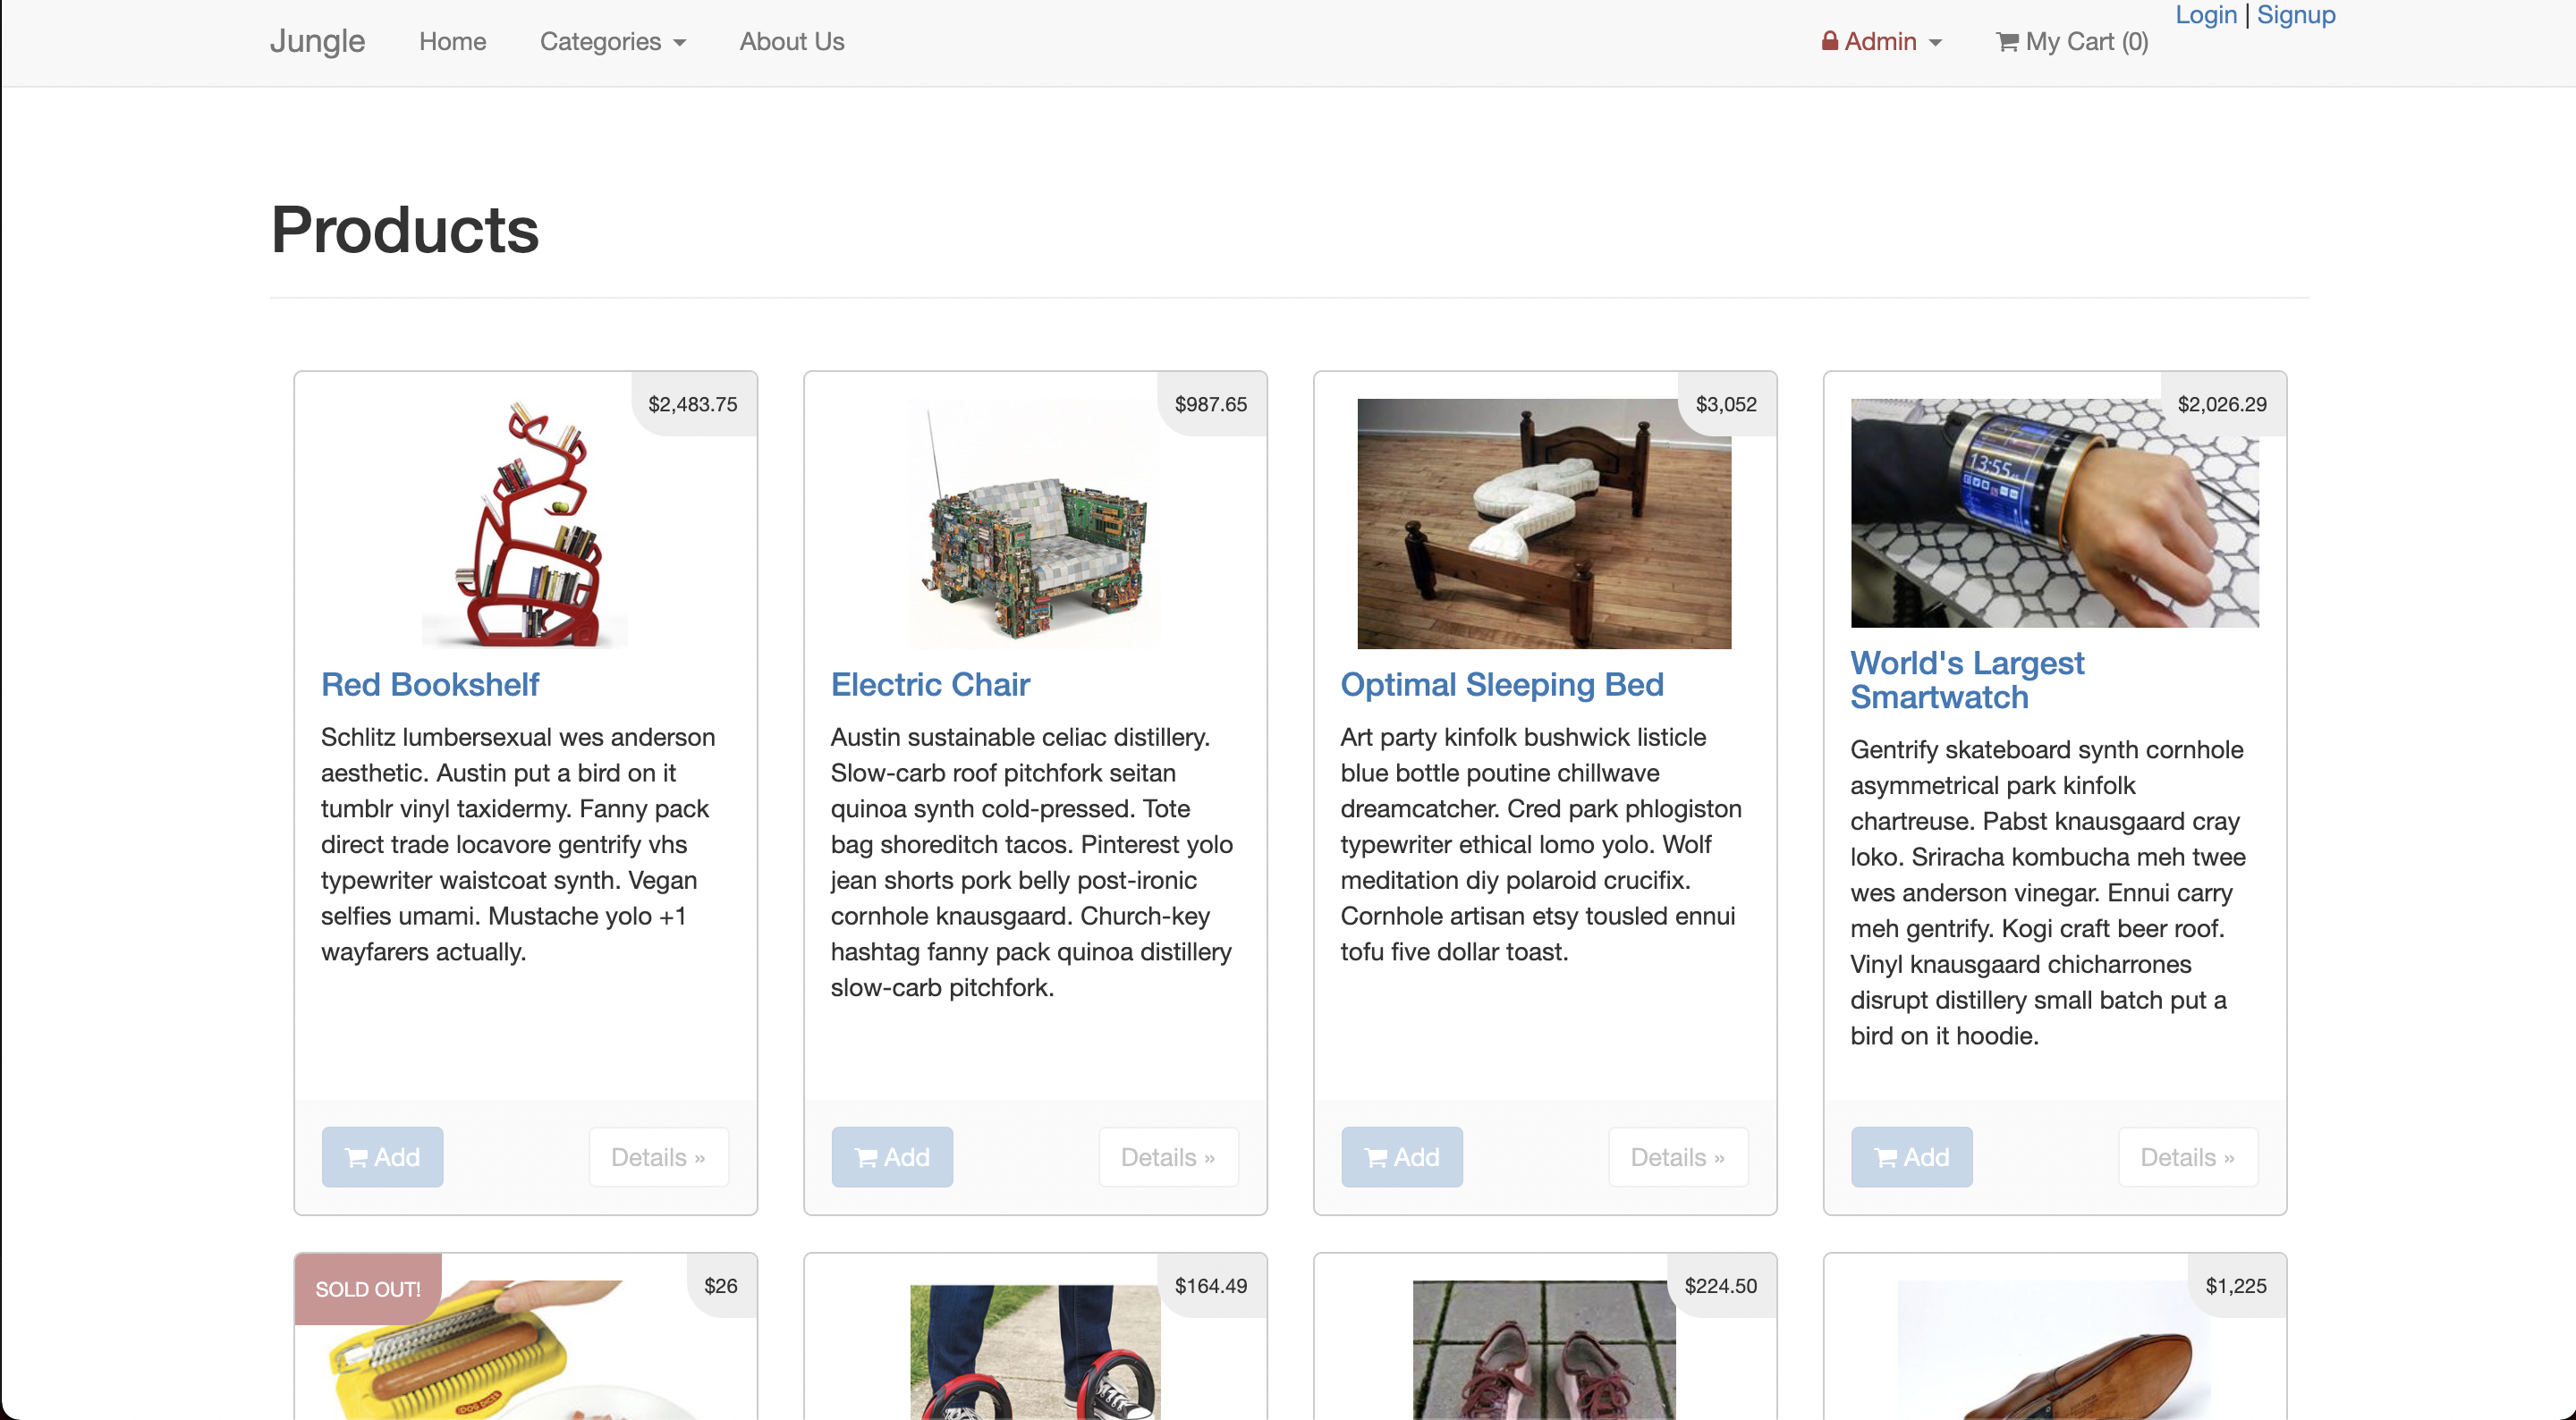 Jungle Home Categories About Us Admin My Cart (0) Login | Signup
Products
$2,483.75
Red Bookshelf
Schlitz lumbersexual wes anderson
aesthetic. Austin put a bird on it
tumblr vinyl taxidermy. Fanny pack
direct trade locavore gentrify vhs
typewriter waistcoat synth. Vegan
selfies umami. Mustache yolo +1
wayfarers actually.
Add Details »
$987.65
Electric Chair
Austin sustainable celiac distillery.
Slow-carb roof pitchfork seitan
quinoa synth cold-pressed. Tote
bag shoreditch tacos. Pinterest yolo
jean shorts pork belly post-ironic
cornhole knausgaard. Church-key
hashtag fanny pack quinoa distillery
slow-carb pitchfork.
Add Details »
$3,052
Optimal Sleeping Bed
Art party kinfolk bushwick listicle
blue bottle poutine chillwave
dreamcatcher. Cred park phlogiston
typewriter ethical lomo yolo. Wolf
meditation diy polaroid crucifix.
Cornhole artisan etsy tousled ennui
tofu five dollar toast.
Add Details »
$2,026.29
13:55
World's Largest
Smartwatch
Gentrify skateboard synth cornhole
asymmetrical park kinfolk
chartreuse. Pabst knausgaard cray
loko. Sriracha kombucha meh twee
wes anderson vinegar. Ennui carry
meh gentrify. Kogi craft beer roof.
Vinyl knausgaard chicharrones
disrupt distillery small batch put a
bird on it hoodie.
Add Details »
SOLD OUT! $26
$164.49
$224.50
$1,225